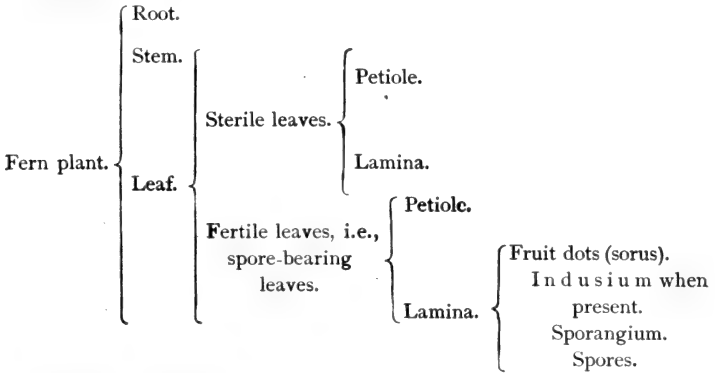 Root.
Stem.
Petiole.
Sterile leaves.
Fern plant.
Lamina.
Leaf.
Petiole.
Fertile leaves, i.e.,
spore-bearing
leaves.
Fruit dots (sorus).
Indusium when
present.
Lamina.
Sporangium.
Spores.